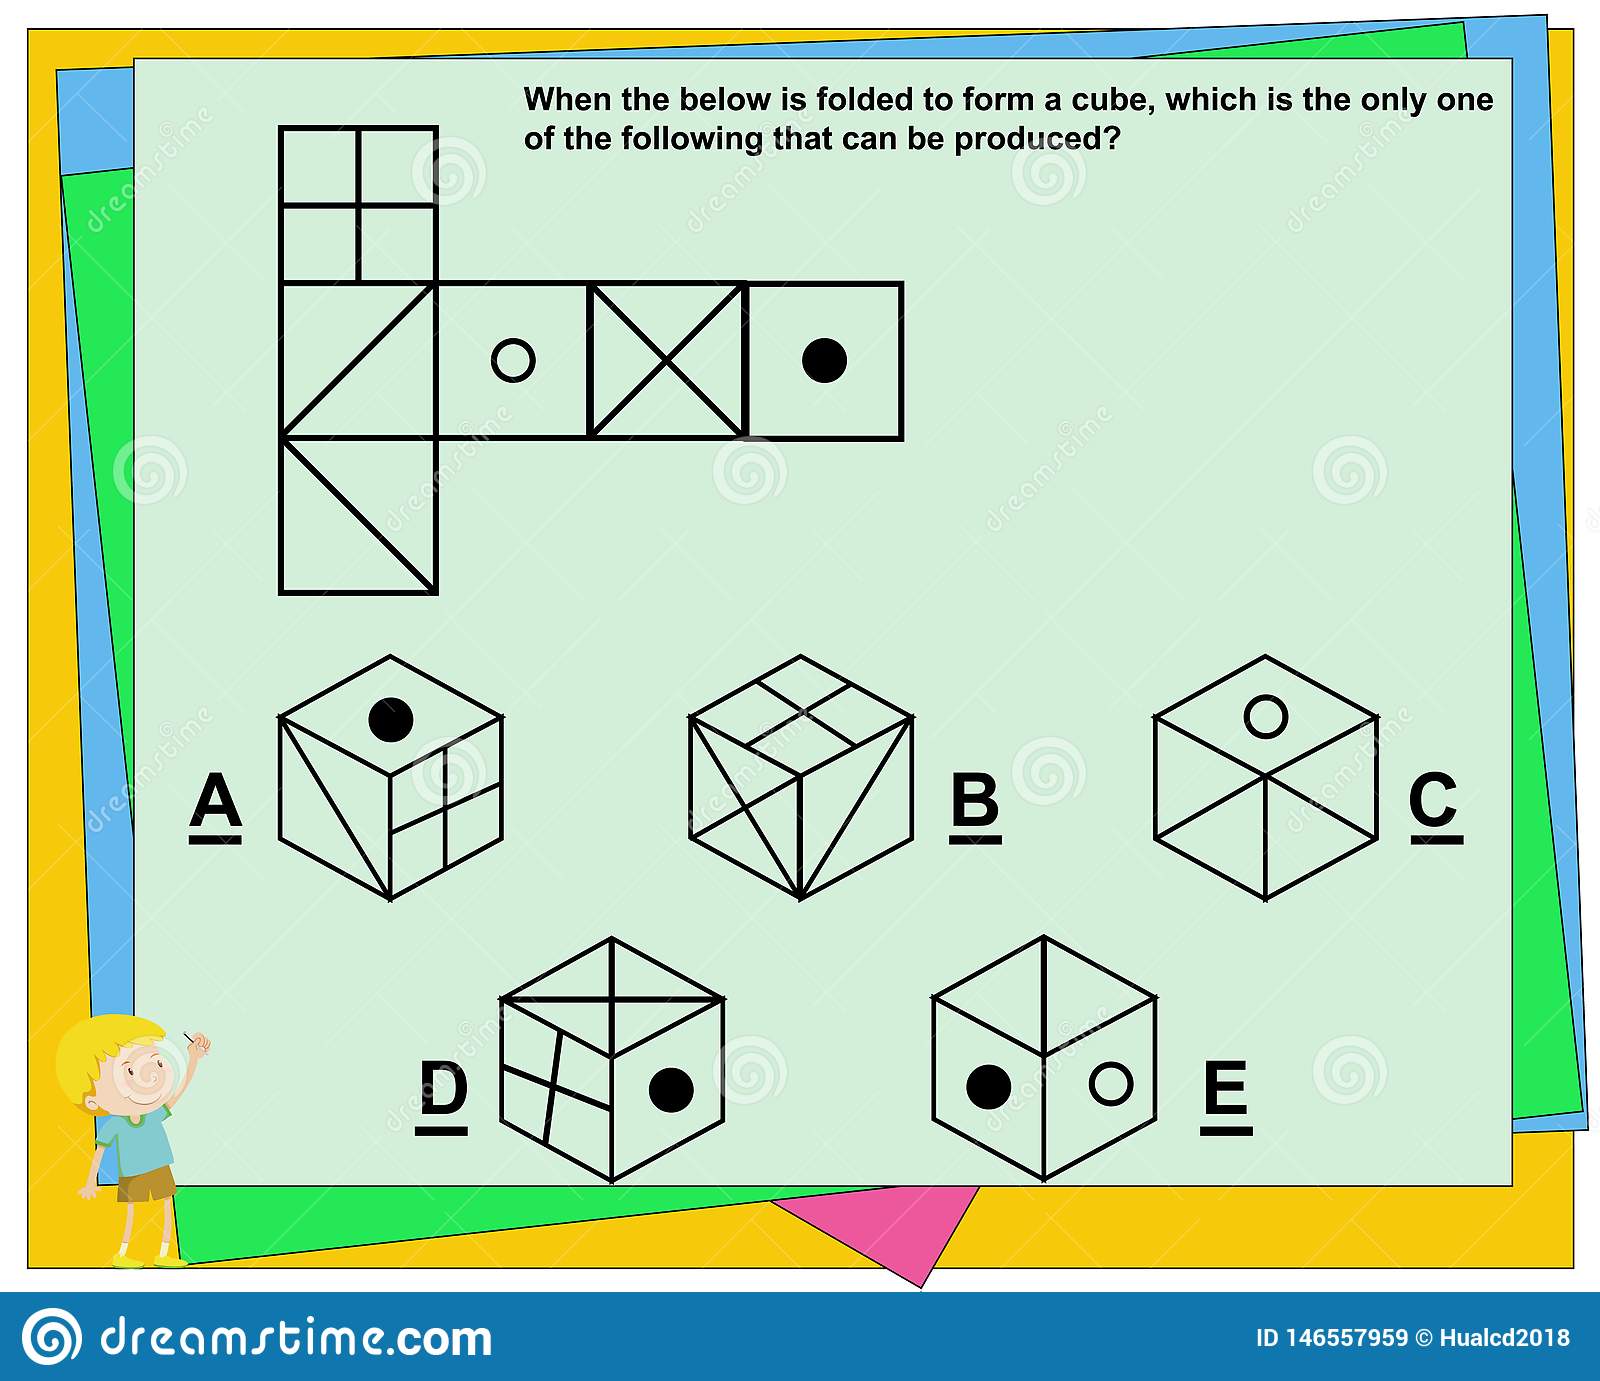 When the below is folded to form a cube, which is the only one
of the following that can be produced?
A
B
C
D
E
dreamstime.com
ID 146557959 © Hualcd2018